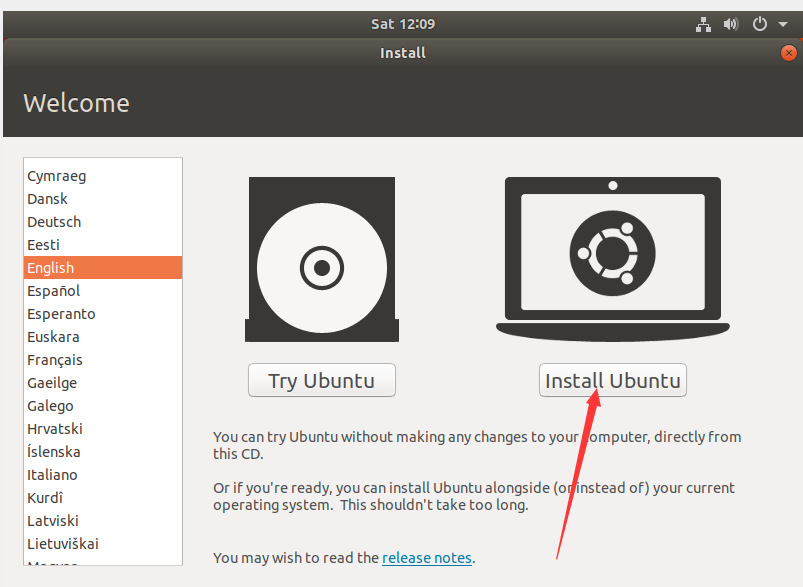 Sat 12:09
Install
Welcome
Cymraeg
Dansk
Deutsch
Eesti
English
Español
Esperanto
Euskara
Français
Gaeilge
Galego
Hrvatski
Íslenska
Italiano
Kurdî
Latviski
Lietuviškai
Try Ubuntu
Install Ubuntu
You can try Ubuntu without making any changes to your computer, directly from
this CD.
Or if you're ready, you can install Ubuntu alongside (or instead of) your current
operating system. This shouldn't take too long.
You may wish to read the release notes.